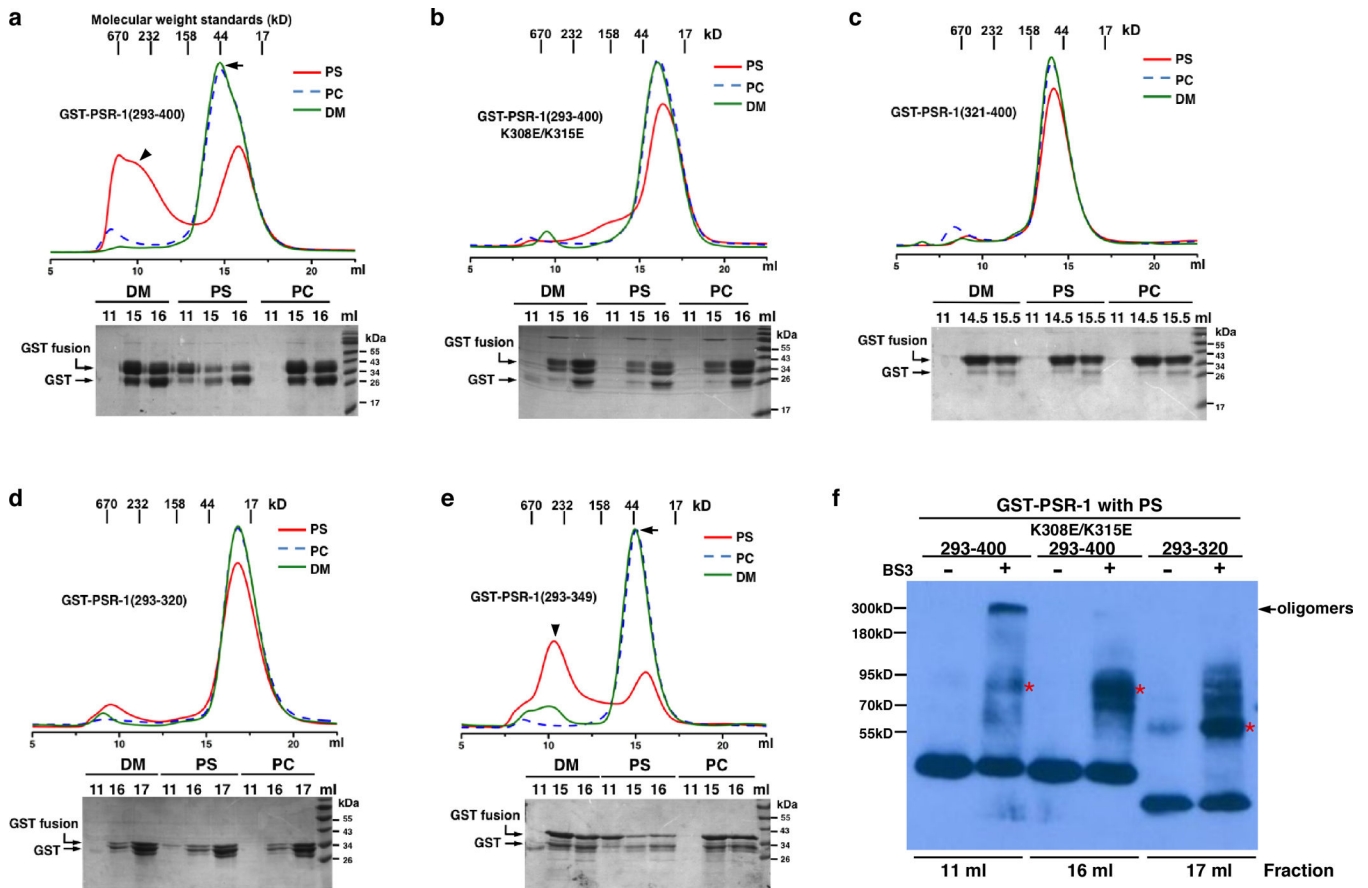 a
Molecular weight standards (kD)
670 232 158 44 17
PS
PC
DM
GST-PSR-1(293-400)
5 10 15 20 ml
DM PS PC
11 15 16 11 15 16 11 15 16 ml
kDa
GST fusion
GST
55
43
34
26
17
b
670 232 158 44 17 kD
PS
PC
DM
GST-PSR-1(293-400)
K308E/K315E
5 10 15 20 ml
DM PS PC
11 15 16 11 15 16 11 15 16 ml
kDa
GST fusion
GST
55
43
34
26
17
c
670 232 158 44 17 kD
PS
PC
DM
GST-PSR-1(321-400)
5 10 15 20 ml
DM PS PC
11 14.5 15.5 11 14.5 15.5 11 14.5 15.5 ml
kDa
GST fusion
GST
55
43
34
26
17
d
670 232 158 44 17 kD
PS
PC
DM
GST-PSR-1(293-320)
5 10 15 20 ml
DM PS PC
11 16 17 11 16 17 11 16 17 ml
kDa
GST fusion
GST
55
43
34
26
e
670 232 158 44 17 kD
PS
PC
DM
GST-PSR-1(293-349)
5 10 15 20 ml
DM PS PC
11 15 16 11 15 16 11 15 16 ml
kDa
GST fusion
GST
55
43
34
26
f
GST-PSR-1 with PS
K308E/K315E
293-400 293-400 293-320
BS3 - + - + - +
300kD
oligomers
180kD
95kD
70kD
55kD
* * *
11 ml 16 ml 17 ml Fraction